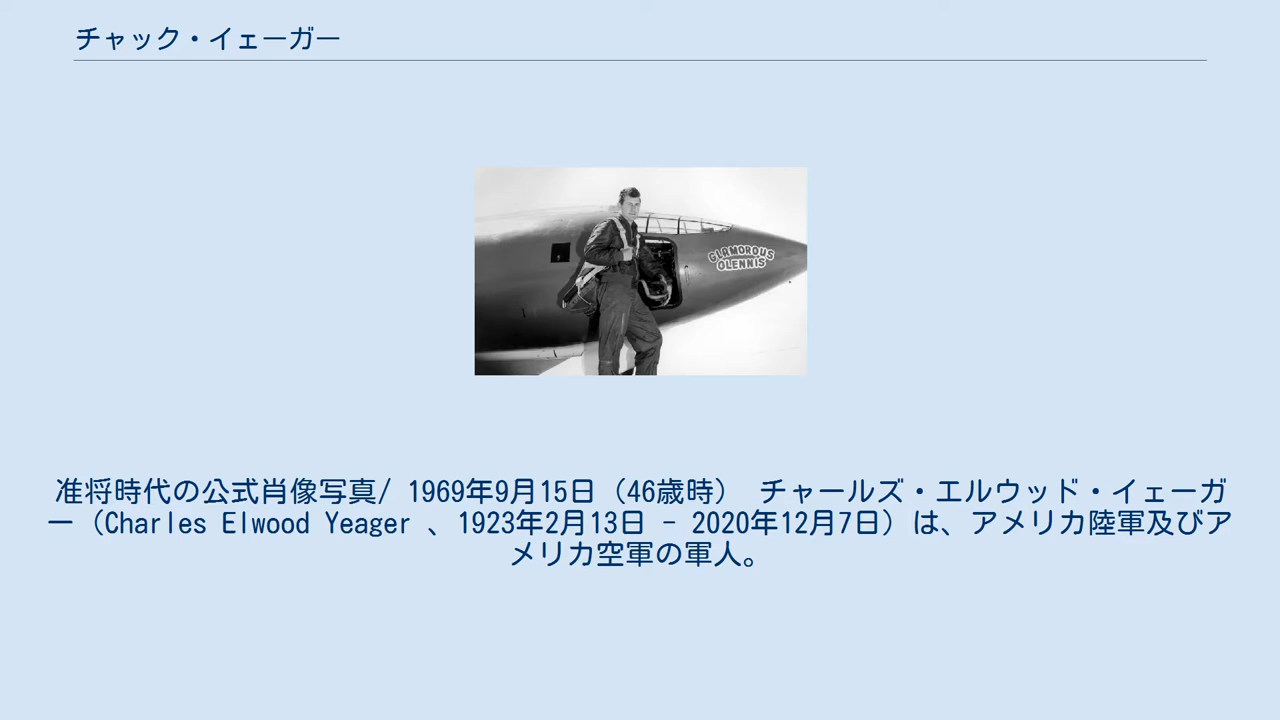 チャック・イェーガー
GLAMOROUS
GLENNIS
准将時代の公式肖像写真/ 1969年9月15日（46歳時） チャールズ・エルウッド・イェーガ
ー（Charles Elwood Yeager 、1923年2月13日 - 2020年12月7日）は、アメリカ陸軍及びア
メリカ空軍の軍人。